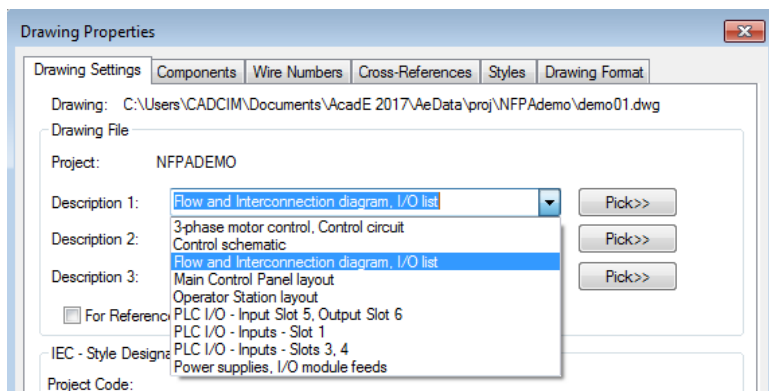 Drawing Properties
Drawing Settings Components Wire Numbers Cross-References Styles Drawing Format
Drawing: C:\Users\CADCIM\Documents\AcadE 2017\AeData\proj\NFPAdemo\demo01.dwg
Drawing File
Project: NFPADEMO
Description 1: Flow and Interconnection diagram, I/O list Pick>>
3-phase motor control, Control circuit
Description 2: Control schematic Pick>>
Flow and Interconnection diagram, I/O list
Description 3: Main Control Panel layout Pick>>
Operator Station layout
For PLC I/O - Input Slot 5, Output Slot 6
PLC I/O - Inputs - Slot 1
IEC - Style PLC I/O - Inputs - Slots 3, 4
Power supplies, I/O module feeds
Project Code: